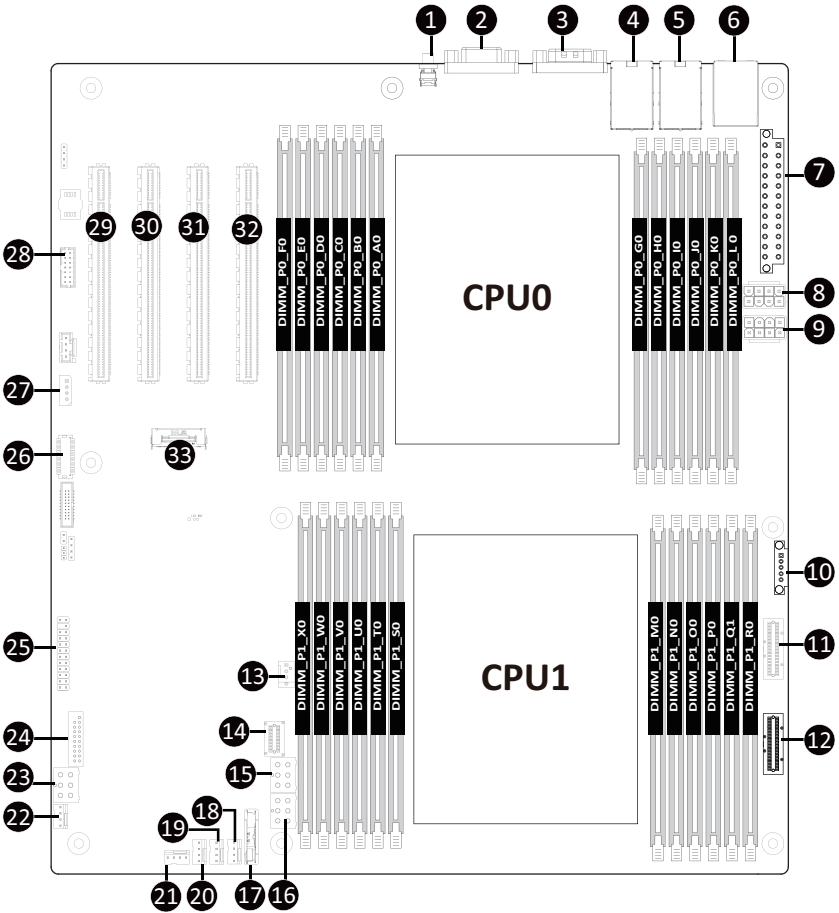 1
2
3
4
5
6
7
29
30
31
32
28
DIMM_P0_F0
DIMM_P0_E0
DIMM_P0_D0
DIMM_P0_C0
DIMM_P0_B0
DIMM_P0_A0
CPU0
DIMM_P0_G0
DIMM_P0_H0
DIMM_P0_I0
DIMM_P0_J0
DIMM_P0_K0
DIMM_P0_L0
8
9
27
26
33
10
25
11
13
DIMM_P1_X0
DIMM_P1_W0
DIMM_P1_V0
DIMM_P1_U0
DIMM_P1_T0
DIMM_P1_S0
CPU1
DIMM_P1_M0
DIMM_P1_N0
DIMM_P1_O0
DIMM_P1_P0
DIMM_P1_Q1
DIMM_P1_R0
24
14
12
23
15
22
18
19
21
20
17
16